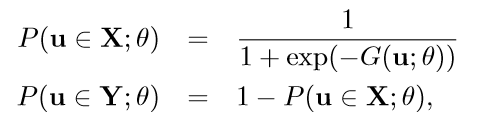 P(u ∈ X; θ) = 1 / (1 + exp(−G(u; θ)))
P(u ∈ Y; θ) = 1 − P(u ∈ X; θ),